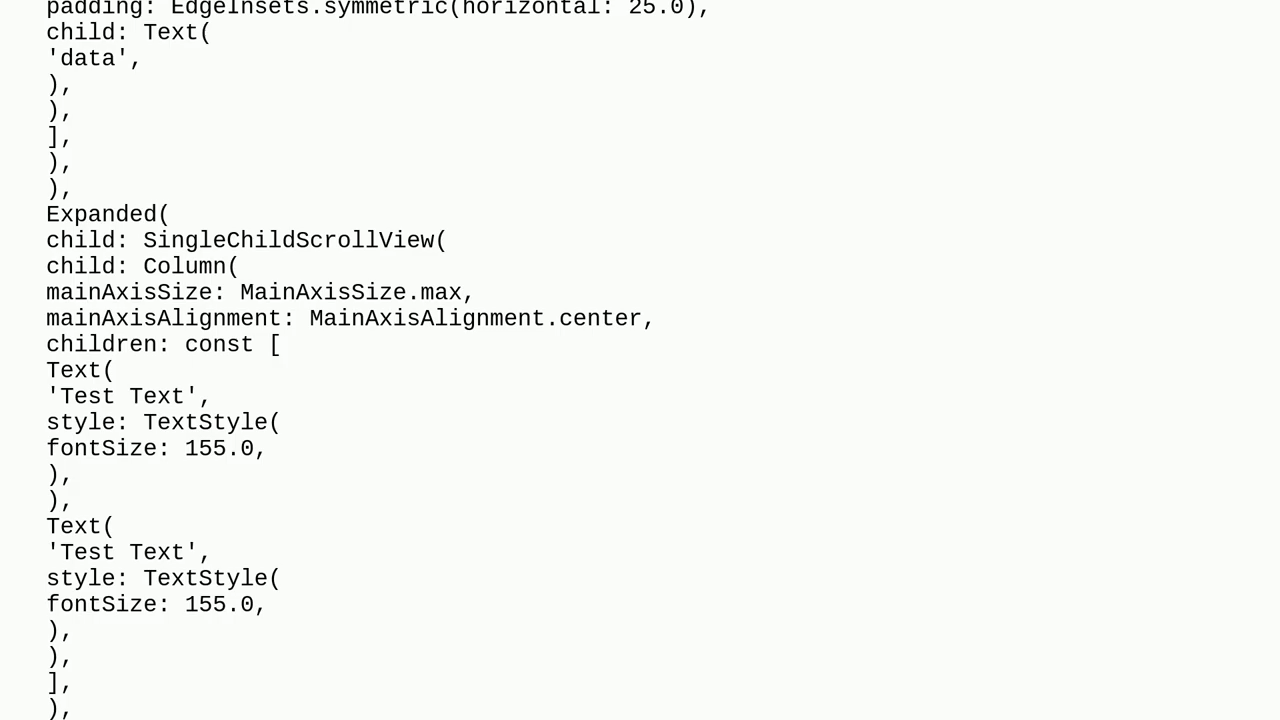 padding: EdgeInsets.symmetric(horizontal: 25.0),
child: Text(
'data',
),
),
],
),
),
Expanded(
child: SingleChildScrollView(
child: Column(
mainAxisSize: MainAxisSize.max,
mainAxisAlignment: MainAxisAlignment.center,
children: const [
Text(
'Test Text',
style: TextStyle(
fontSize: 155.0,
),
),
Text(
'Test Text',
style: TextStyle(
fontSize: 155.0,
),
),
],
),